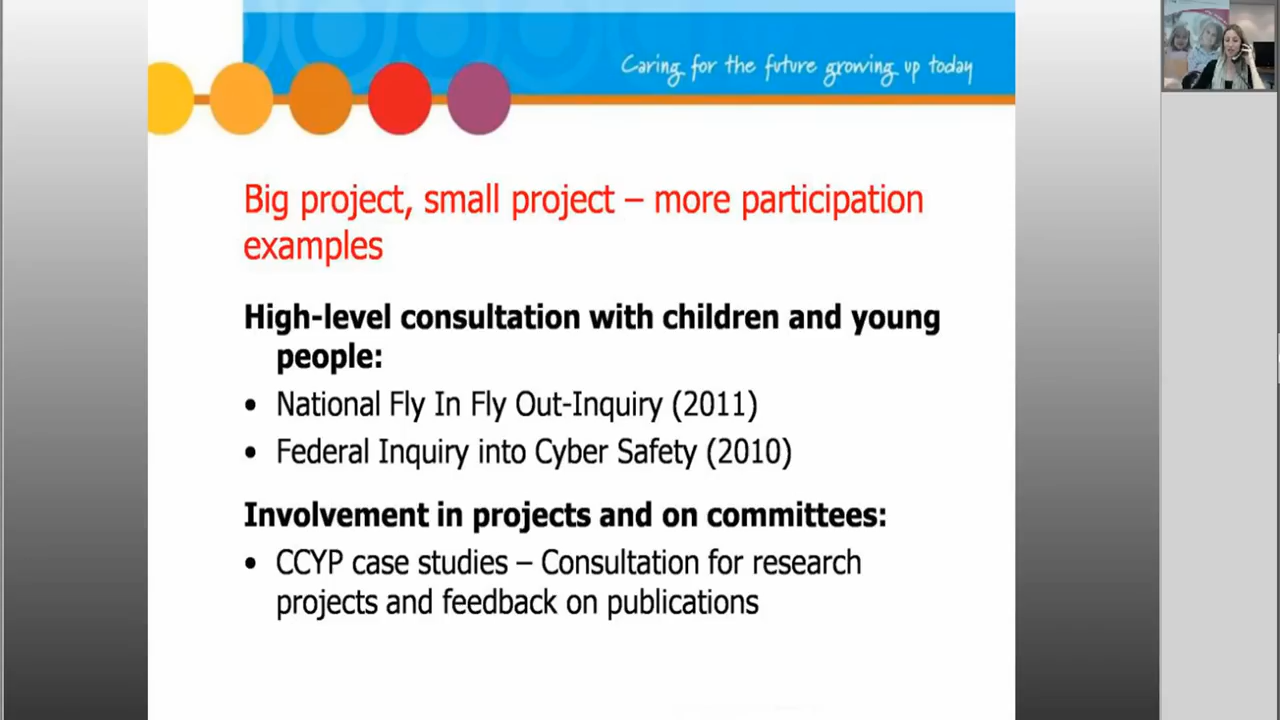 Caring for the future growing up today
Big project, small project – more participation
examples
High-level consultation with children and young
people:
• National Fly In Fly Out-Inquiry (2011)
• Federal Inquiry into Cyber Safety (2010)
Involvement in projects and on committees:
• CCYP case studies – Consultation for research
projects and feedback on publications